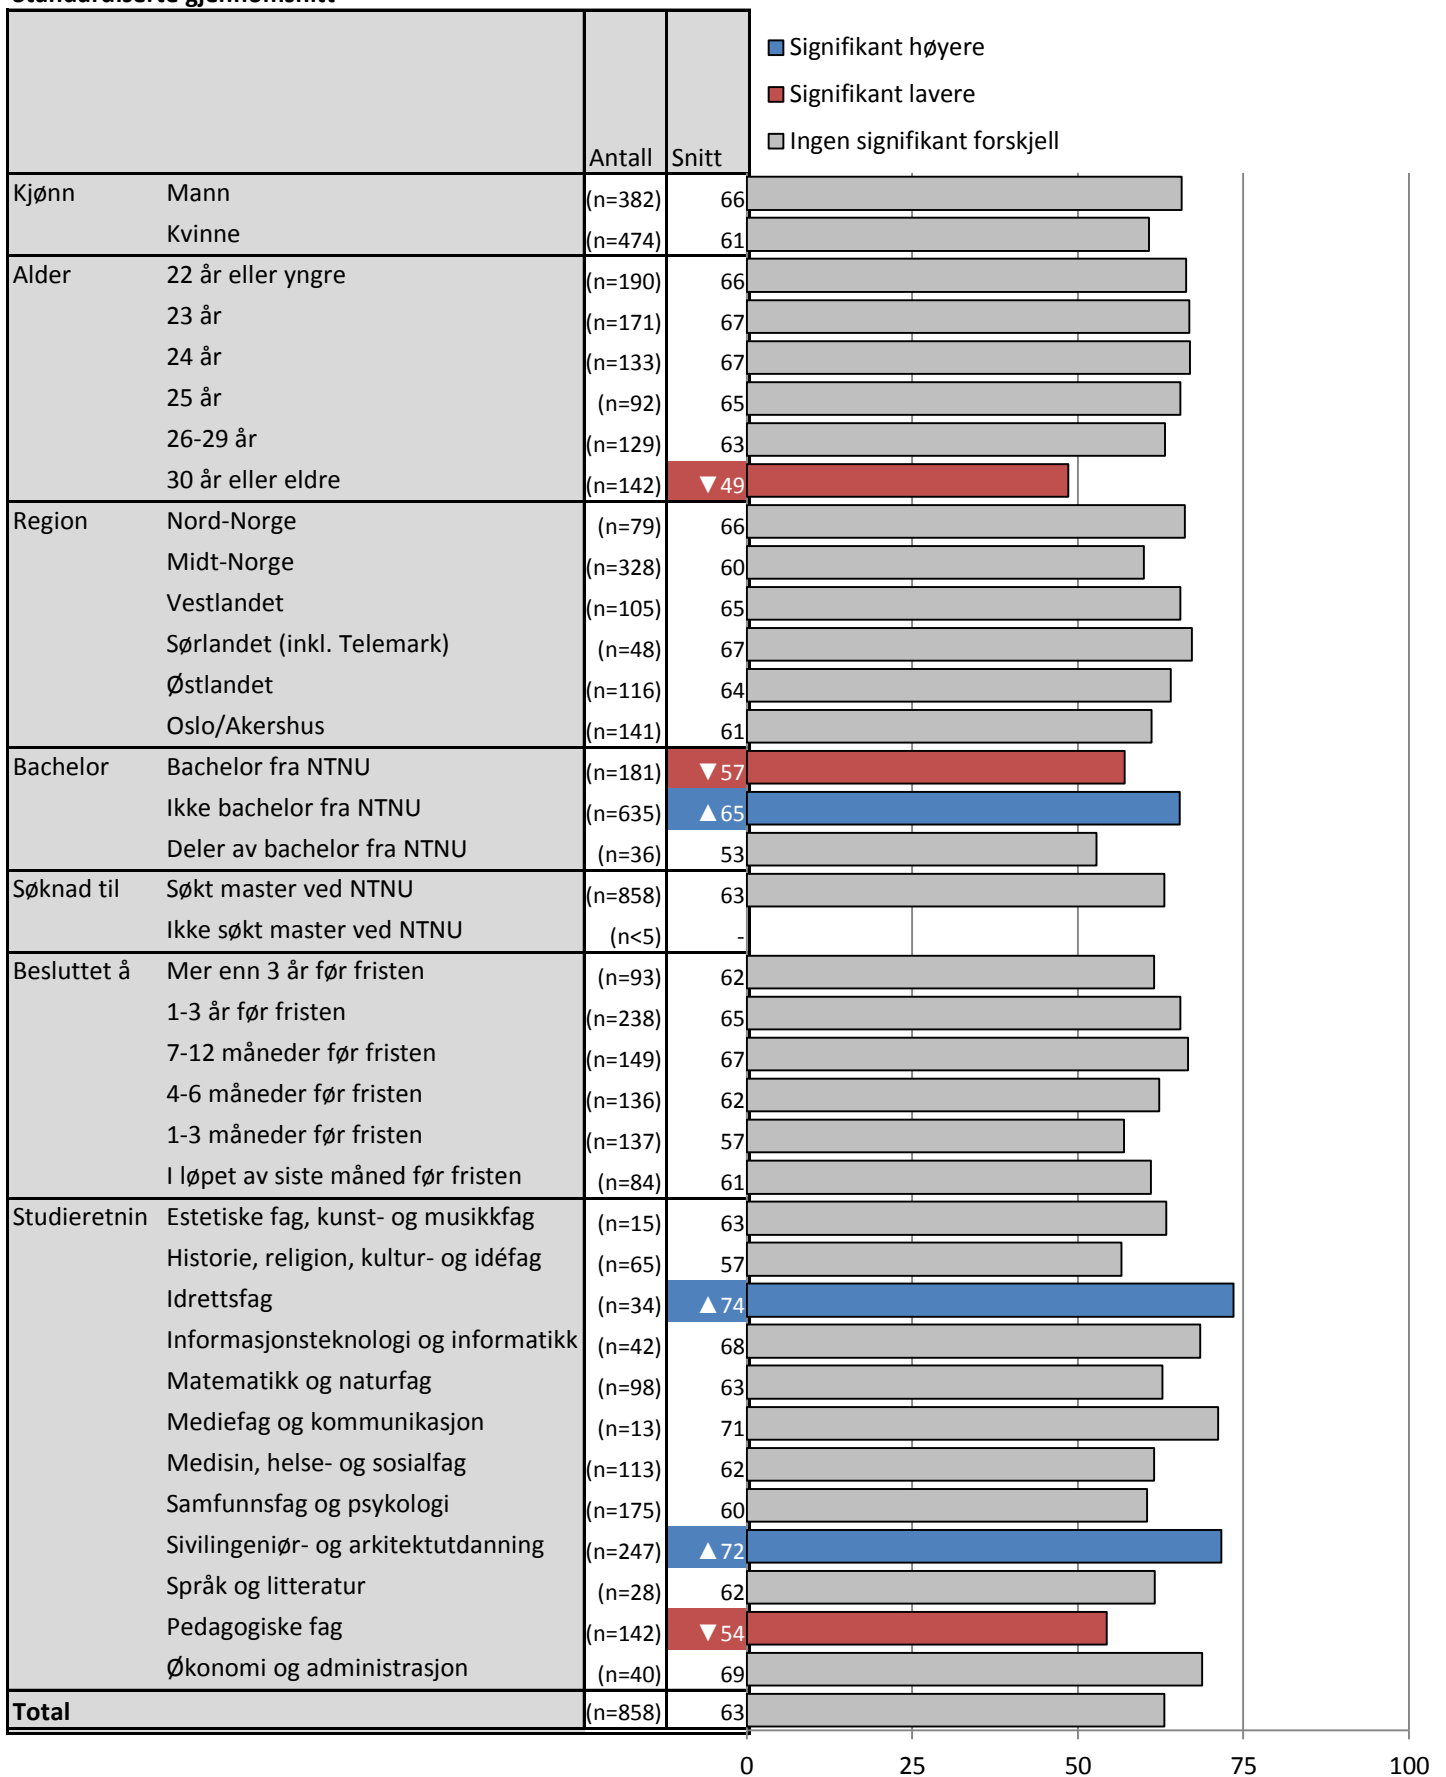 Standardiserte gjennomsnitt
Signifikant høyere
Signifikant lavere
Ingen signifikant forskjell
Antall Snitt
Kjønn Mann (n=382) 66
Kvinne (n=474) 61
Alder 22 år eller yngre (n=190) 66
23 år (n=171) 67
24 år (n=133) 67
25 år (n=92) 65
26-29 år (n=129) 63
30 år eller eldre (n=142) ▼49
Region Nord-Norge (n=79) 66
Midt-Norge (n=328) 60
Vestlandet (n=105) 65
Sørlandet (inkl. Telemark) (n=48) 67
Østlandet (n=116) 64
Oslo/Akershus (n=141) 61
Bachelor Bachelor fra NTNU (n=181) ▼57
Ikke bachelor fra NTNU (n=635) ▲65
Deler av bachelor fra NTNU (n=36) 53
Søknad til Søkt master ved NTNU (n=858) 63
Ikke søkt master ved NTNU (n<5) -
Besluttet å Mer enn 3 år før fristen (n=93) 62
1-3 år før fristen (n=238) 65
7-12 måneder før fristen (n=149) 67
4-6 måneder før fristen (n=136) 62
1-3 måneder før fristen (n=137) 57
I løpet av siste måned før fristen (n=84) 61
Studieretnin Estetiske fag, kunst- og musikkfag (n=15) 63
Historie, religion, kultur- og idéfag (n=65) 57
Idrettsfag (n=34) ▲74
Informasjonsteknologi og informatikk (n=42) 68
Matematikk og naturfag (n=98) 63
Mediefag og kommunikasjon (n=13) 71
Medisin, helse- og sosialfag (n=113) 62
Samfunnsfag og psykologi (n=175) 60
Sivilingeniør- og arkitektutdanning (n=247) ▲72
Språk og litteratur (n=28) 62
Pedagogiske fag (n=142) ▼54
Økonomi og administrasjon (n=40) 69
Total (n=858) 63
0 25 50 75 100